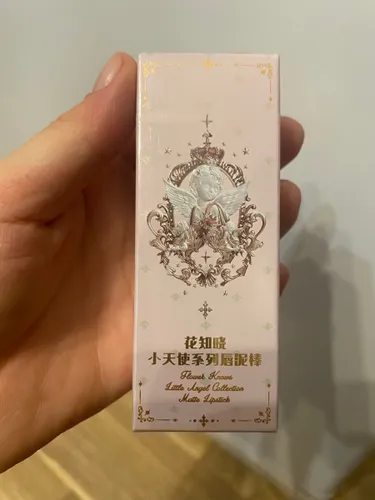 花知晓
小天使系列唇泥棒
Flower Knows
Little Angel Collection
Matte Lipstick